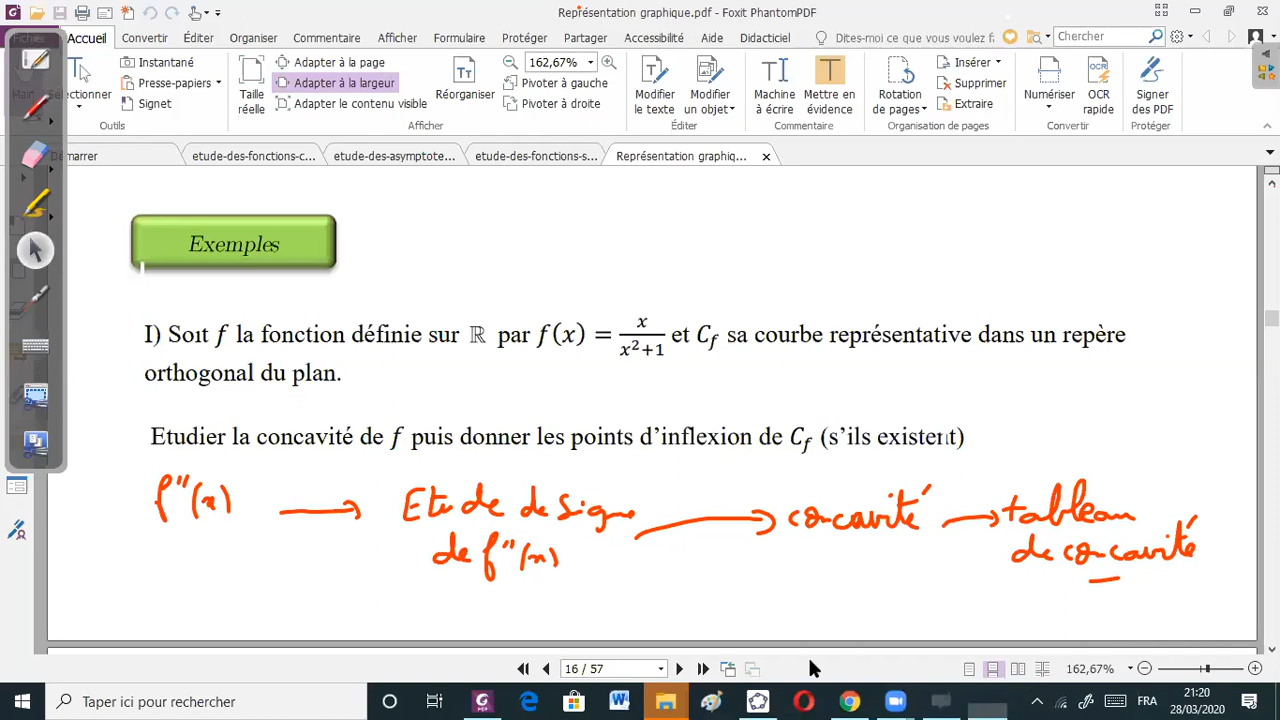 Représentation graphique.pdf - Foxit PhantomPDF
Fichier Accueil Convertir Éditer Organiser Commentaire Afficher Formulaire Protéger Partager Accessibilité Aide Didacticiel Dites-moi ce que vous vous Chercher
Main Sélectionner Instantané Presse-papiers Signet Taille réelle Adapter à la page Adapter à la largeur Adapter le contenu visible Réorganiser 162,67% Pivoter à gauche Pivoter à droite Modifier le texte Modifier un objet Machine à écrire Mettre en évidence Rotation de pages Insérer Supprimer Extraire Numériser OCR rapide Signer des PDF
Outils Afficher Éditer Commentaire Organisation de pages Convertir Protéger
Démarrer etude-des-fonctions-c... etude-des-asymptote... etude-des-fonctions-s... Représentation graphiq...
Exemples
I) Soit f la fonction définie sur ℝ par f(x) = x/(x²+1) et C_f sa courbe représentative dans un repère
orthogonal du plan.
Etudier la concavité de f puis donner les points d'inflexion de C_f (s'ils existent)
f''(x) → Etude de signe → concavité → tableau
de f''(x) de concavité
16 / 57 162,67%
Taper ici pour rechercher FRA 21:20
28/03/2020